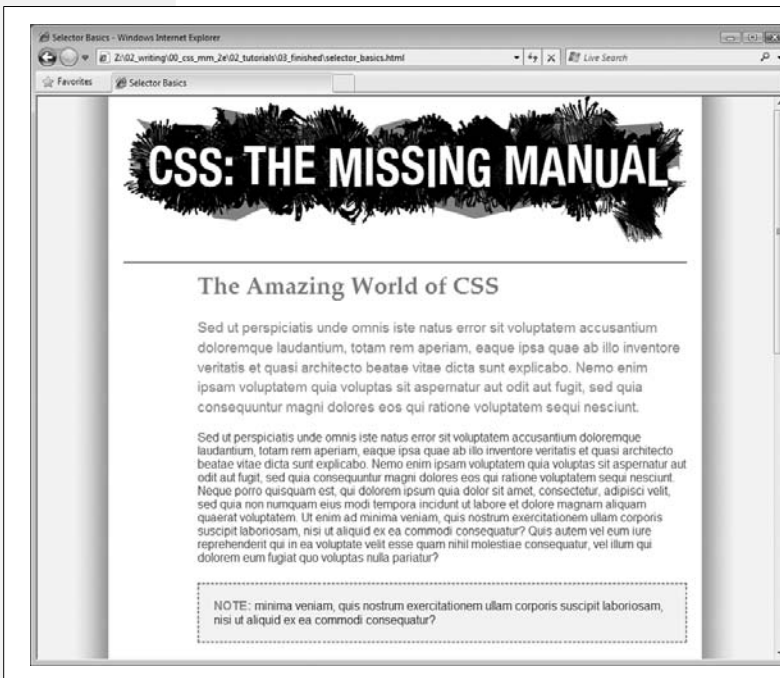 Selector Basics - Windows Internet Explorer
Z:\02_writing\00_css_mm_2e\02_tutorials\03_finished\selector_basics.html
Live Search
Favorites
Selector Basics
CSS: THE MISSING MANUAL
The Amazing World of CSS
Sed ut perspiciatis unde omnis iste natus error sit voluptatem accusantium
doloremque laudantium, totam rem aperiam, eaque ipsa quae ab illo inventore
veritatis et quasi architecto beatae vitae dicta sunt explicabo. Nemo enim
ipsam voluptatem quia voluptas sit aspernatur aut odit aut fugit, sed quia
consequuntur magni dolores eos qui ratione voluptatem sequi nesciunt.
Sed ut perspiciatis unde omnis iste natus error sit voluptatem accusantium doloremque
laudantium, totam rem aperiam, eaque ipsa quae ab illo inventore veritatis et quasi architecto
beatae vitae dicta sunt explicabo. Nemo enim ipsam voluptatem quia voluptas sit aspernatur aut
odit aut fugit, sed quia consequuntur magni dolores eos qui ratione voluptatem sequi nesciunt.
Neque porro quisquam est, qui dolorem ipsum quia dolor sit amet, consectetur, adipisci velit,
sed quia non numquam eius modi tempora incidunt ut labore et dolore magnam aliquam
quaerat voluptatem. Ut enim ad minima veniam, quis nostrum exercitationem ullam corporis
suscipit laboriosam, nisi ut aliquid ex ea commodi consequatur? Quis autem vel eum iure
reprehenderit qui in ea voluptate velit esse quam nihil molestiae consequatur, vel illum qui
dolorem eum fugiat quo voluptas nulla pariatur?
NOTE: minima veniam, quis nostrum exercitationem ullam corporis suscipit laboriosam,
nisi ut aliquid ex ea commodi consequatur?